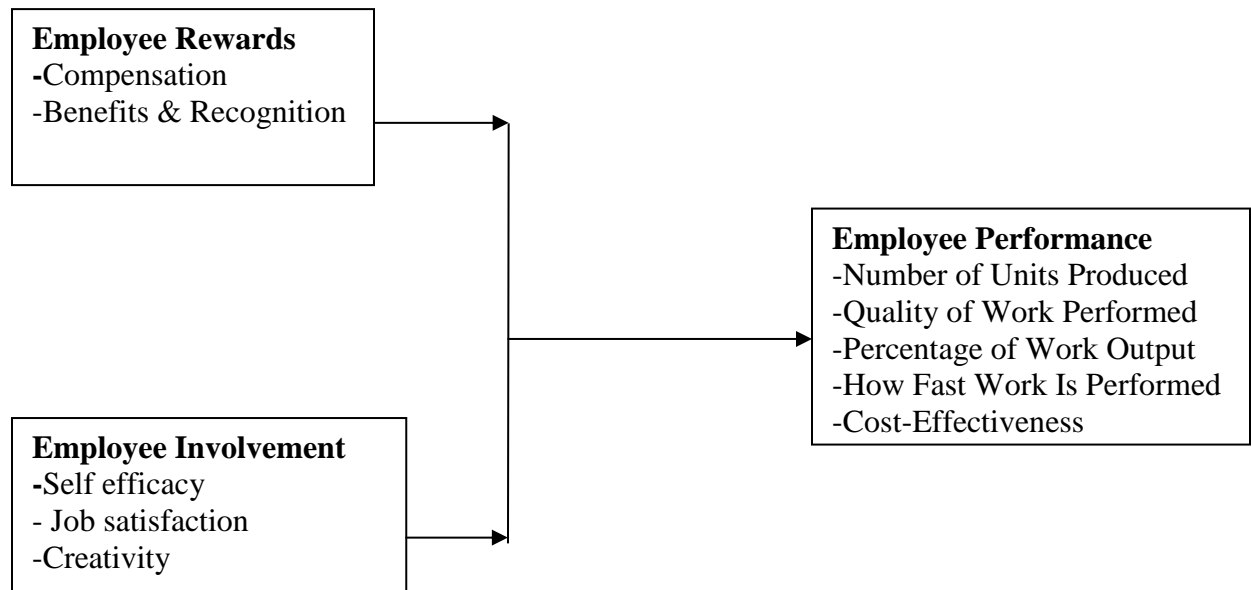 Employee Rewards
-Compensation
-Benefits & Recognition
Employee Performance
-Number of Units Produced
-Quality of Work Performed
-Percentage of Work Output
-How Fast Work Is Performed
-Cost-Effectiveness
Employee Involvement
-Self efficacy
- Job satisfaction
-Creativity